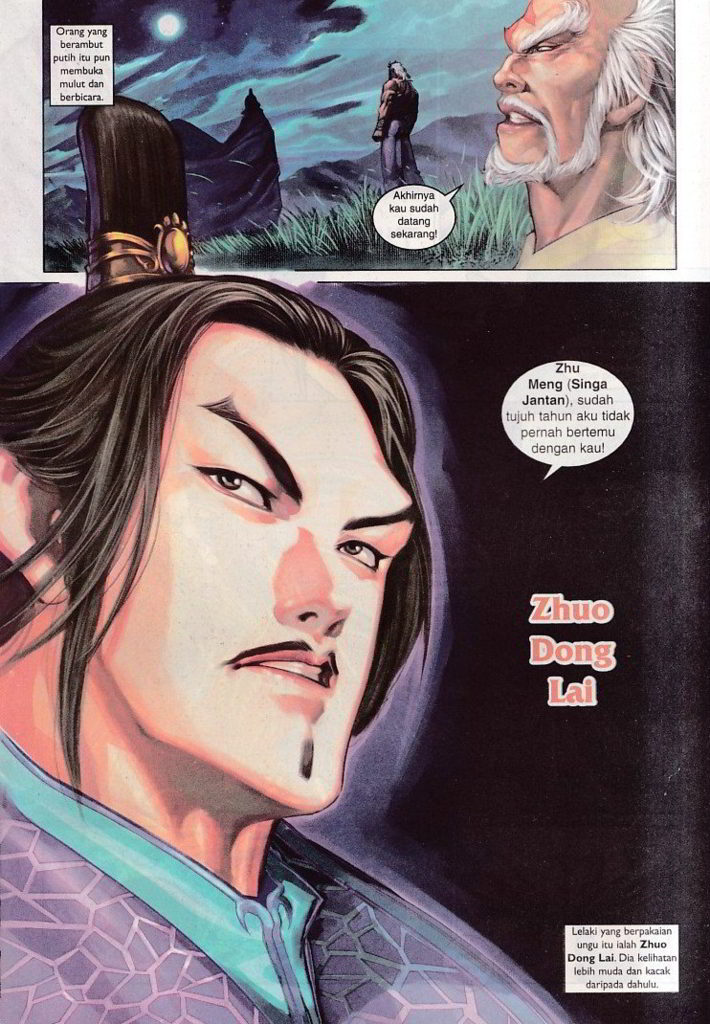 Orang yang
berambut
putih itu pun
membuka
mulut dan
berbicara.
Akhirnya
kau sudah
datang
sekarang!
Zhu
Meng (Singa
Jantan), sudah
tujuh tahun aku tidak
pernah bertemu
dengan kau!
Zhuo
Dong
Lai
Lelaki yang berpakaian
ungu itu ialah Zhuo
Dong Lai. Dia kelihatan
lebih muda dan kacak
daripada dahulu.